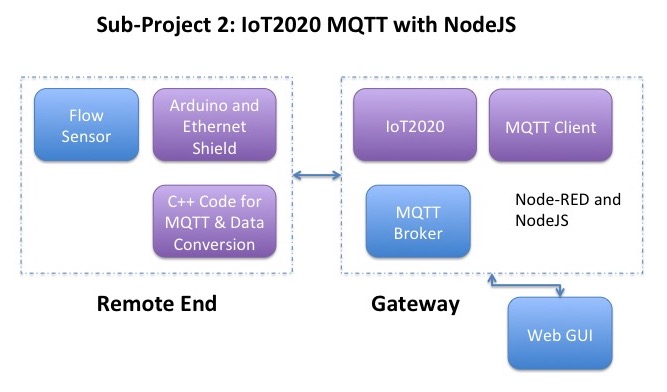 Sub-Project 2: IoT2020 MQTT with NodeJS
Flow
Sensor
Arduino and
Ethernet
Shield
C++ Code for
MQTT & Data
Conversion
IoT2020
MQTT Client
MQTT
Broker
Node-RED and
NodeJS
Remote End
Gateway
Web GUI